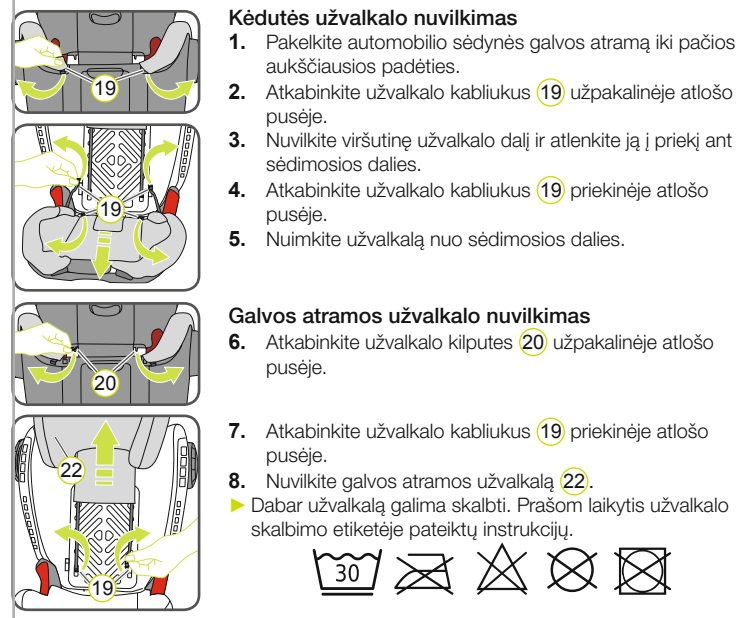 Kėdutės užvalkalo nuvilkimas
1. Pakelkite automobilio sėdynės galvos atramą iki pačios
aukščiausios padėties.
2. Atkabinkite užvalkalo kabliukus 19 užpakalinėje atlošo
pusėje.
3. Nuvilkite viršutinę užvalkalo dalį ir atlenkite ją į priekį ant
sėdimosios dalies.
4. Atkabinkite užvalkalo kabliukus 19 priekinėje atlošo
pusėje.
5. Nuimkite užvalkalą nuo sėdimosios dalies.
19
19
Galvos atramos užvalkalo nuvilkimas
6. Atkabinkite užvalkalo kilputes 20 užpakalinėje atlošo
pusėje.
20
7. Atkabinkite užvalkalo kabliukus 19 priekinėje atlošo
pusėje.
8. Nuvilkite galvos atramos užvalkalą 22.
► Dabar užvalkalą galima skalbti. Prašom laikytis užvalkalo
skalbimo etiketėje pateiktų instrukcijų.
22
19
30